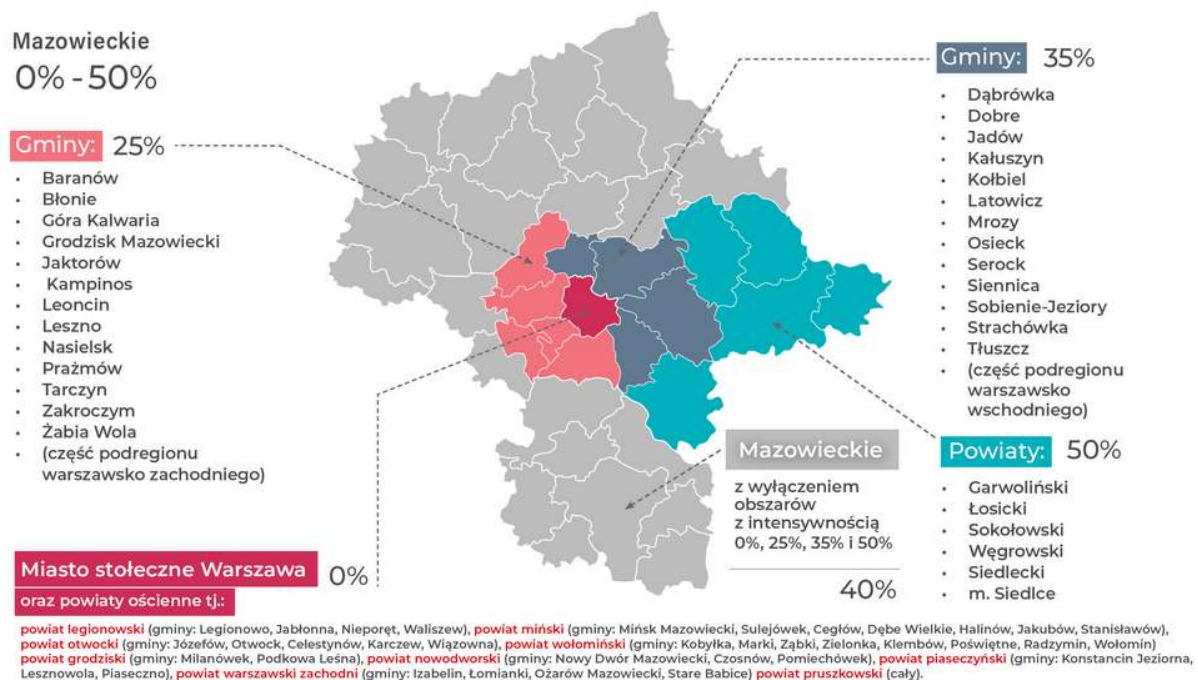 Mazowieckie
0% - 50%
Gminy: 25%
• Baranów
• Błonie
• Góra Kalwaria
• Grodzisk Mazowiecki
• Jaktorów
• Kampinos
• Leoncin
• Leszno
• Nasielsk
• Prażmów
• Tarczyn
• Zakroczym
• Żabia Wola
• (część podregionu
warszawsko zachodniego)
Gminy: 35%
• Dąbrówka
• Dobre
• Jadów
• Kałuszyn
• Kołbiel
• Latowicz
• Mrozy
• Osieck
• Serock
• Siennica
• Sobienie-Jeziory
• Strachówka
• Tłuszcz
• (część podregionu
warszawsko
wschodniego)
Mazowieckie
z wyłączeniem
obszarów
z intensywnością
0%, 25%, 35% i 50%
40%
Powiaty: 50%
• Garwoliński
• Łosicki
• Sokołowski
• Węgrowski
• Siedlecki
• m. Siedlce
Miasto stołeczne Warszawa 0%
oraz powiaty ościenne tj.:
powiat legionowski (gminy: Legionowo, Jabłonna, Nieporęt, Waliszew), powiat miński (gminy: Mińsk Mazowiecki, Sulejówek, Cegłów, Dębe Wielkie, Halinów, Jakubów, Stanisławów),
powiat otwocki (gminy: Józefów, Otwock, Celestynów, Karczew, Wiązowna), powiat wołomiński (gminy: Kobyłka, Marki, Ząbki, Zielonka, Klembów, Poświętne, Radzymin, Wołomin)
powiat grodziski (gminy: Milanówek, Podkowa Leśna), powiat nowodworski (gminy: Nowy Dwór Mazowiecki, Czosnów, Pomiechówek), powiat piaseczyński (gminy: Konstancin Jeziorna,
Lesznowola, Piaseczno), powiat warszawski zachodni (gminy: Izabelin, Łomianki, Ożarów Mazowiecki, Stare Babice) powiat pruszkowski (cały).